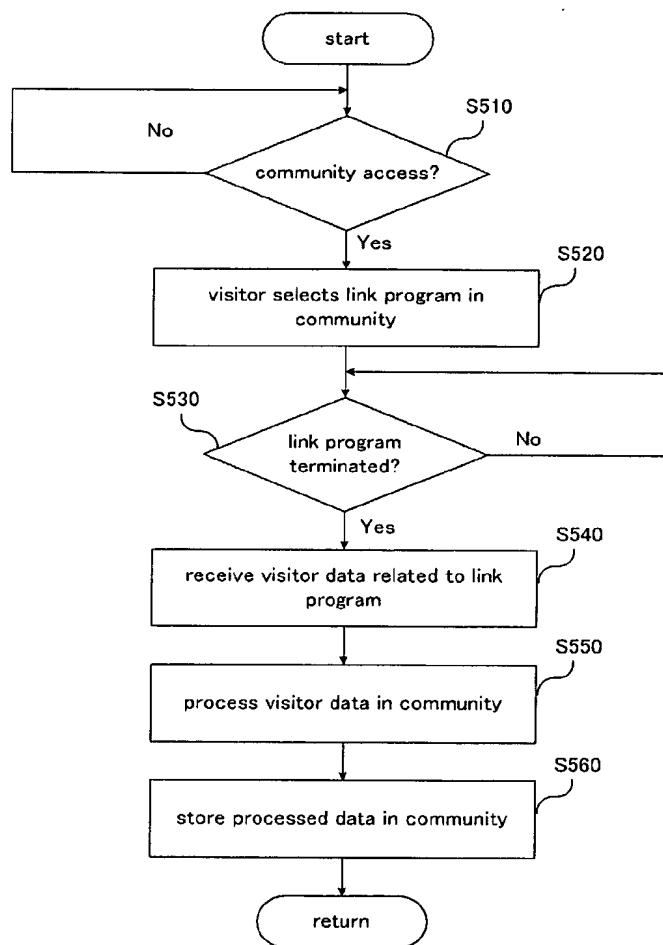 start
S510
No
community access?
Yes
S520
visitor selects link program in
community
S530
link program
terminated?
No
Yes
S540
receive visitor data related to link
program
S550
process visitor data in community
S560
store processed data in community
return